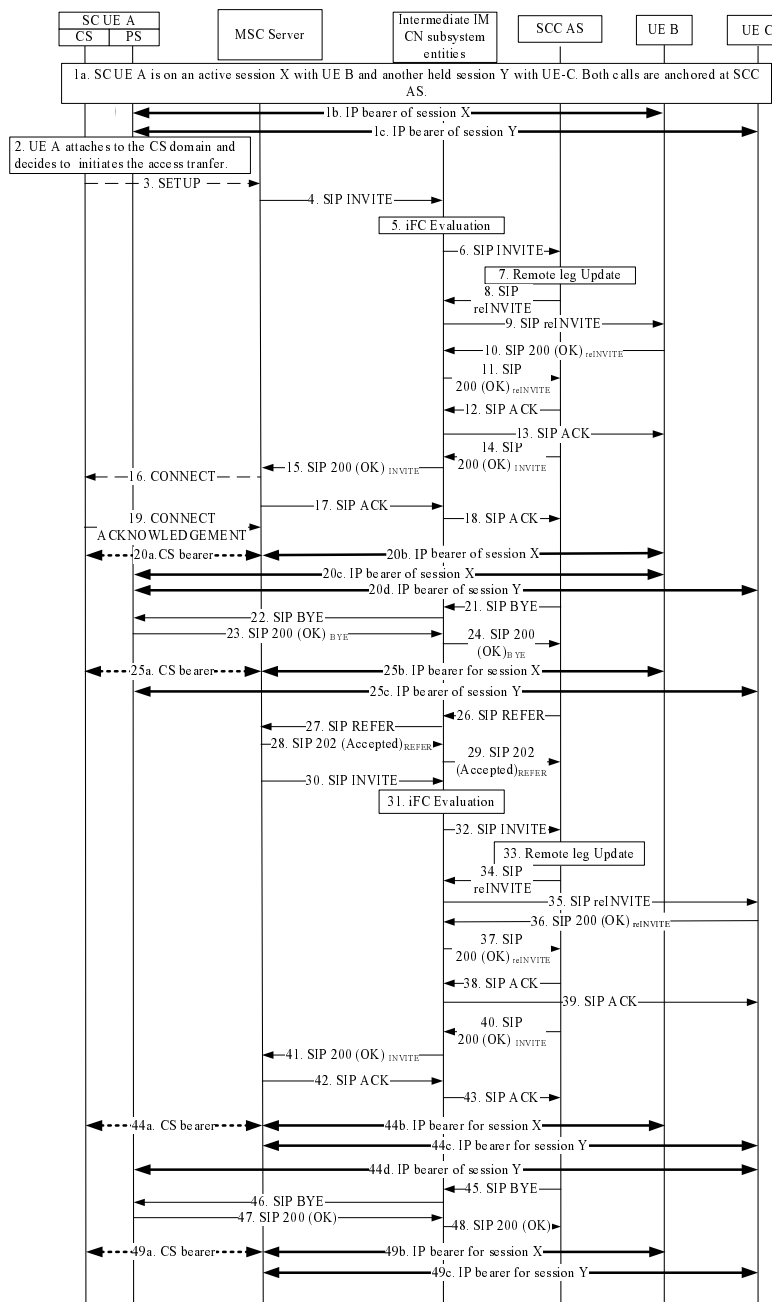 SC UE A
CS
PS
MSC Server
Intermediate IM
CN subsystem
entities
SCC AS
UE B
UE C
1a. SC UE A is on an active session X with UE B and another held session Y with UE-C. Both calls are anchored at SCC
AS.
1b. IP bearer of session X
1c. IP bearer of session Y
2. UE A attaches to the CS domain and
decides to initiates the access tranfer.
3. SETUP
4. SIP INVITE
5. iFC Evaluation
6. SIP INVITE
7. Remote leg Update
8. SIP
reINVITE
9. SIP reINVITE
10. SIP 200 (OK) reINVITE
11. SIP
200 (OK) reINVITE
12. SIP ACK
13. SIP ACK
14. SIP
200 (OK) INVITE
15. SIP 200 (OK) INVITE
16. CONNECT
17. SIP ACK
18. SIP ACK
19. CONNECT
ACKNOWLEDGEMENT
20a. CS bearer
20b. IP bearer of session X
20c. IP bearer of session X
20d. IP bearer of session Y
21. SIP BYE
22. SIP BYE
23. SIP 200 (OK) BYE
24. SIP 200
(OK)BYE
25a. CS bearer
25b. IP bearer for session X
25c. IP bearer of session Y
26. SIP REFER
27. SIP REFER
28. SIP 202 (Accepted)REFER
29. SIP 202
(Accepted)REFER
30. SIP INVITE
31. iFC Evaluation
32. SIP INVITE
33. Remote leg Update
34. SIP
reINVITE
35. SIP reINVITE
36. SIP 200 (OK) reINVITE
37. SIP
200 (OK) reINVITE
38. SIP ACK
39. SIP ACK
40. SIP
200 (OK) INVITE
41. SIP 200 (OK) INVITE
42. SIP ACK
43. SIP ACK
44a. CS bearer
44b. IP bearer for session X
44c. IP bearer for session Y
44d. IP bearer of session Y
45. SIP BYE
46. SIP BYE
47. SIP 200 (OK)
48. SIP 200 (OK)
49a. CS bearer
49b. IP bearer for session X
49c. IP bearer for session Y